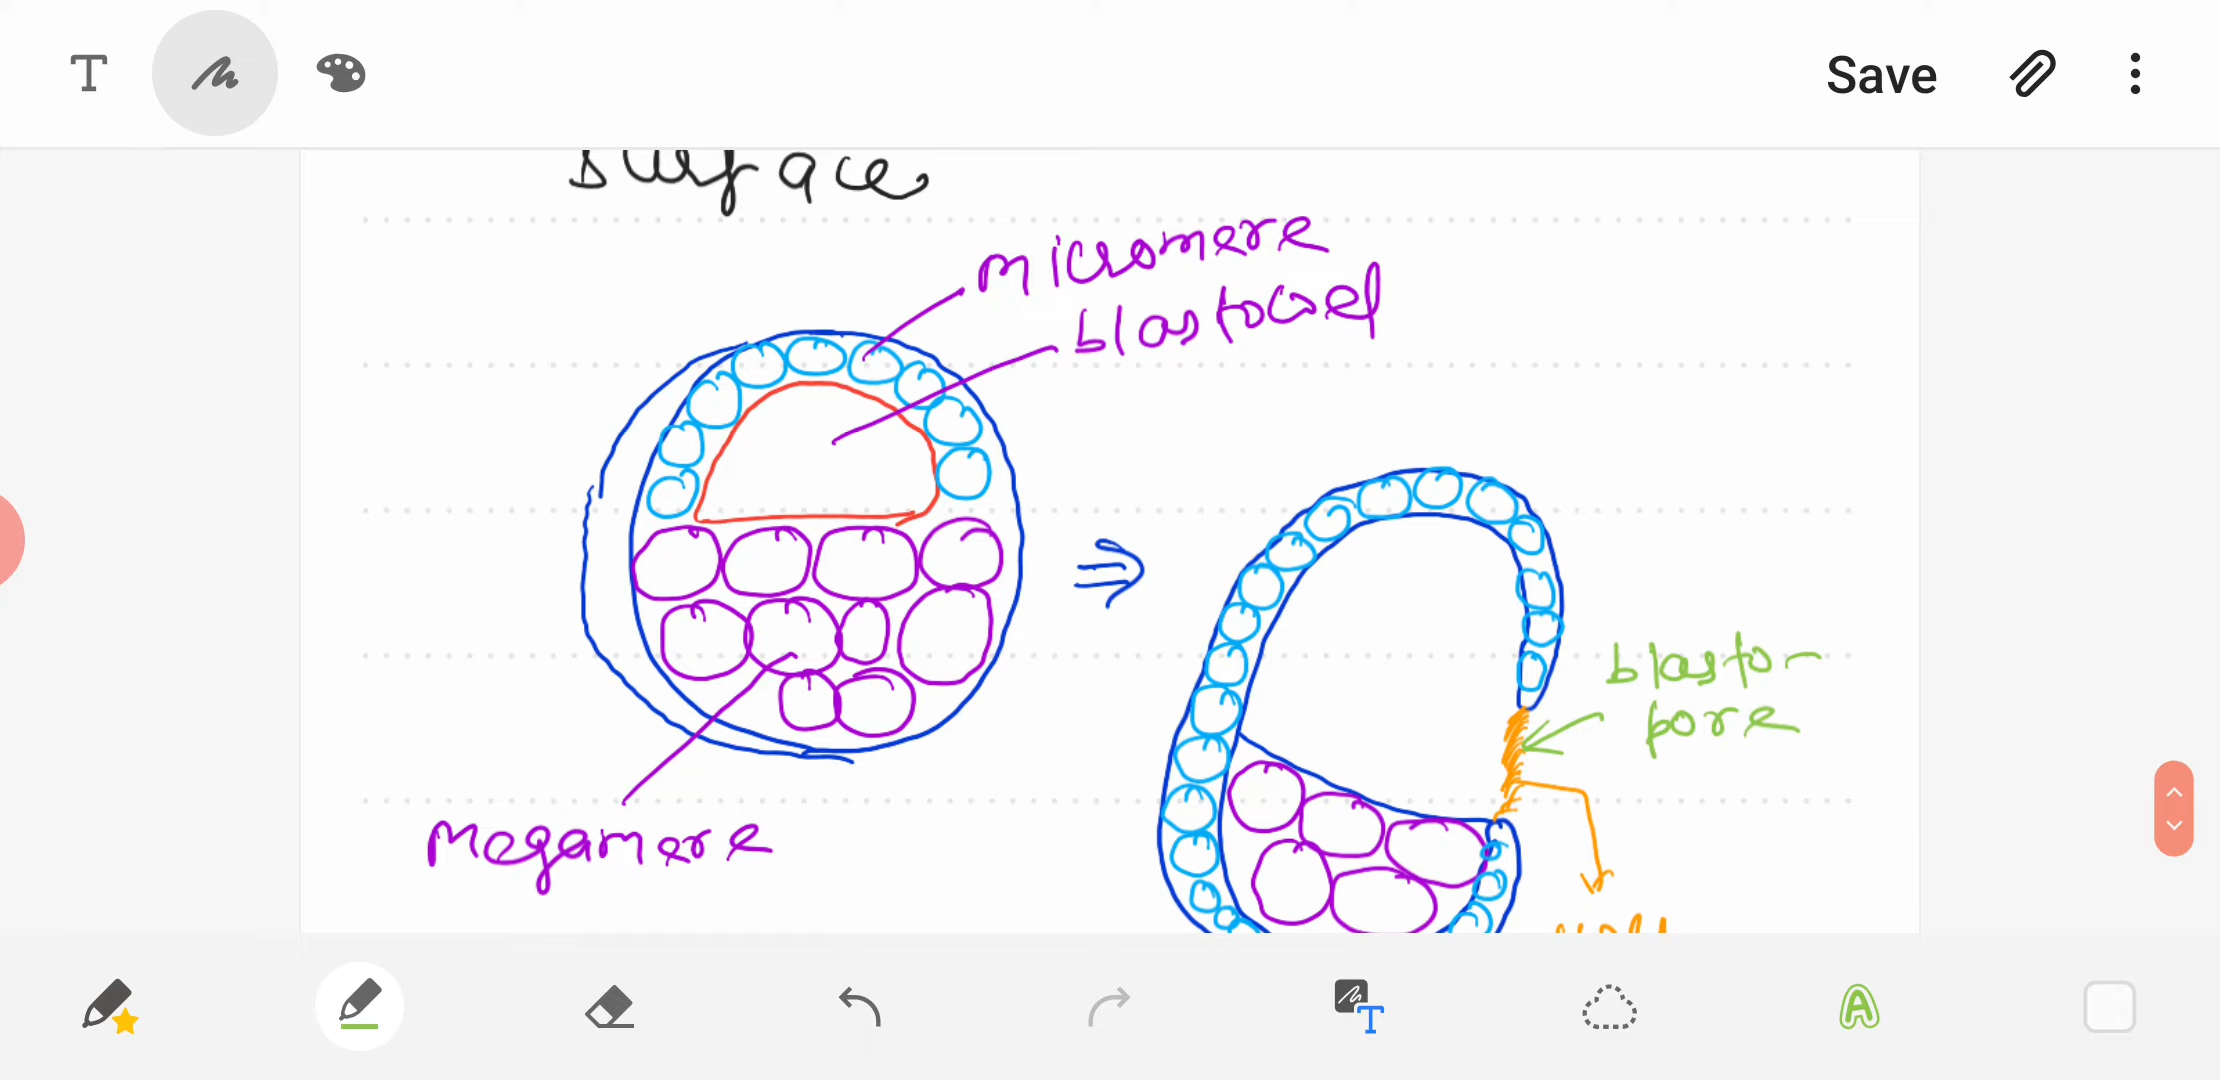 Save
surface
micromere
blastocoel
blasto-
pore
Megamere